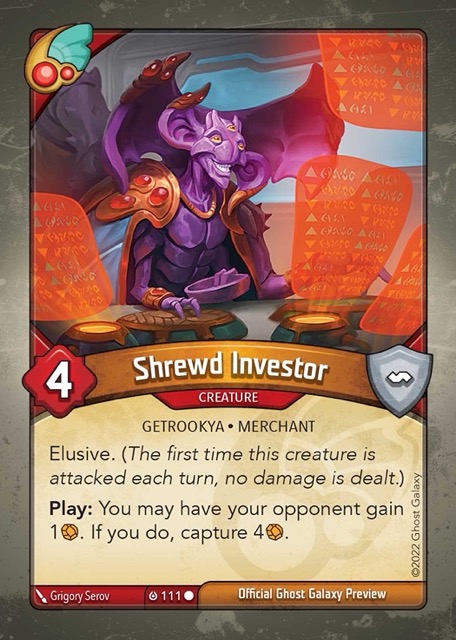 4
Shrewd Investor
CREATURE
GETROOKYA • MERCHANT
Elusive. (The first time this creature is
attacked each turn, no damage is dealt.)
Play: You may have your opponent gain
1. If you do, capture 4.
©2022 Ghost Galaxy
Grigory Serov
111
Official Ghost Galaxy Preview